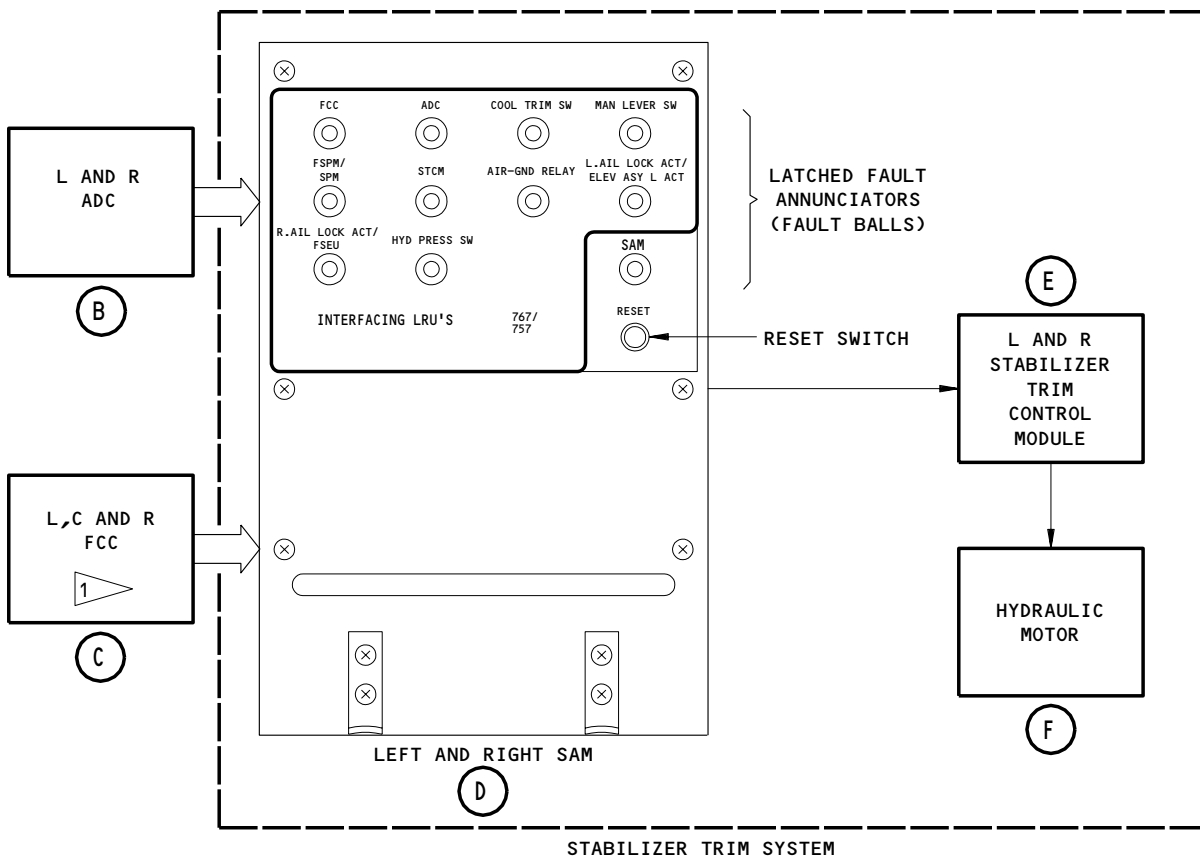 L AND R
ADC
B
L,C AND R
FCC
1
C
FCC
ADC
COOL TRIM SW
MAN LEVER SW
FSPM/
SPM
STCM
AIR-GND RELAY
L.AIL LOCK ACT/
ELEV ASY L ACT
R.AIL LOCK ACT/
FSEU
HYD PRESS SW
SAM
INTERFACING LRU'S
767/
757
RESET
LATCHED FAULT
ANNUNCIATORS
(FAULT BALLS)
RESET SWITCH
LEFT AND RIGHT SAM
D
E
L AND R
STABILIZER
TRIM
CONTROL
MODULE
HYDRAULIC
MOTOR
F
STABILIZER TRIM SYSTEM